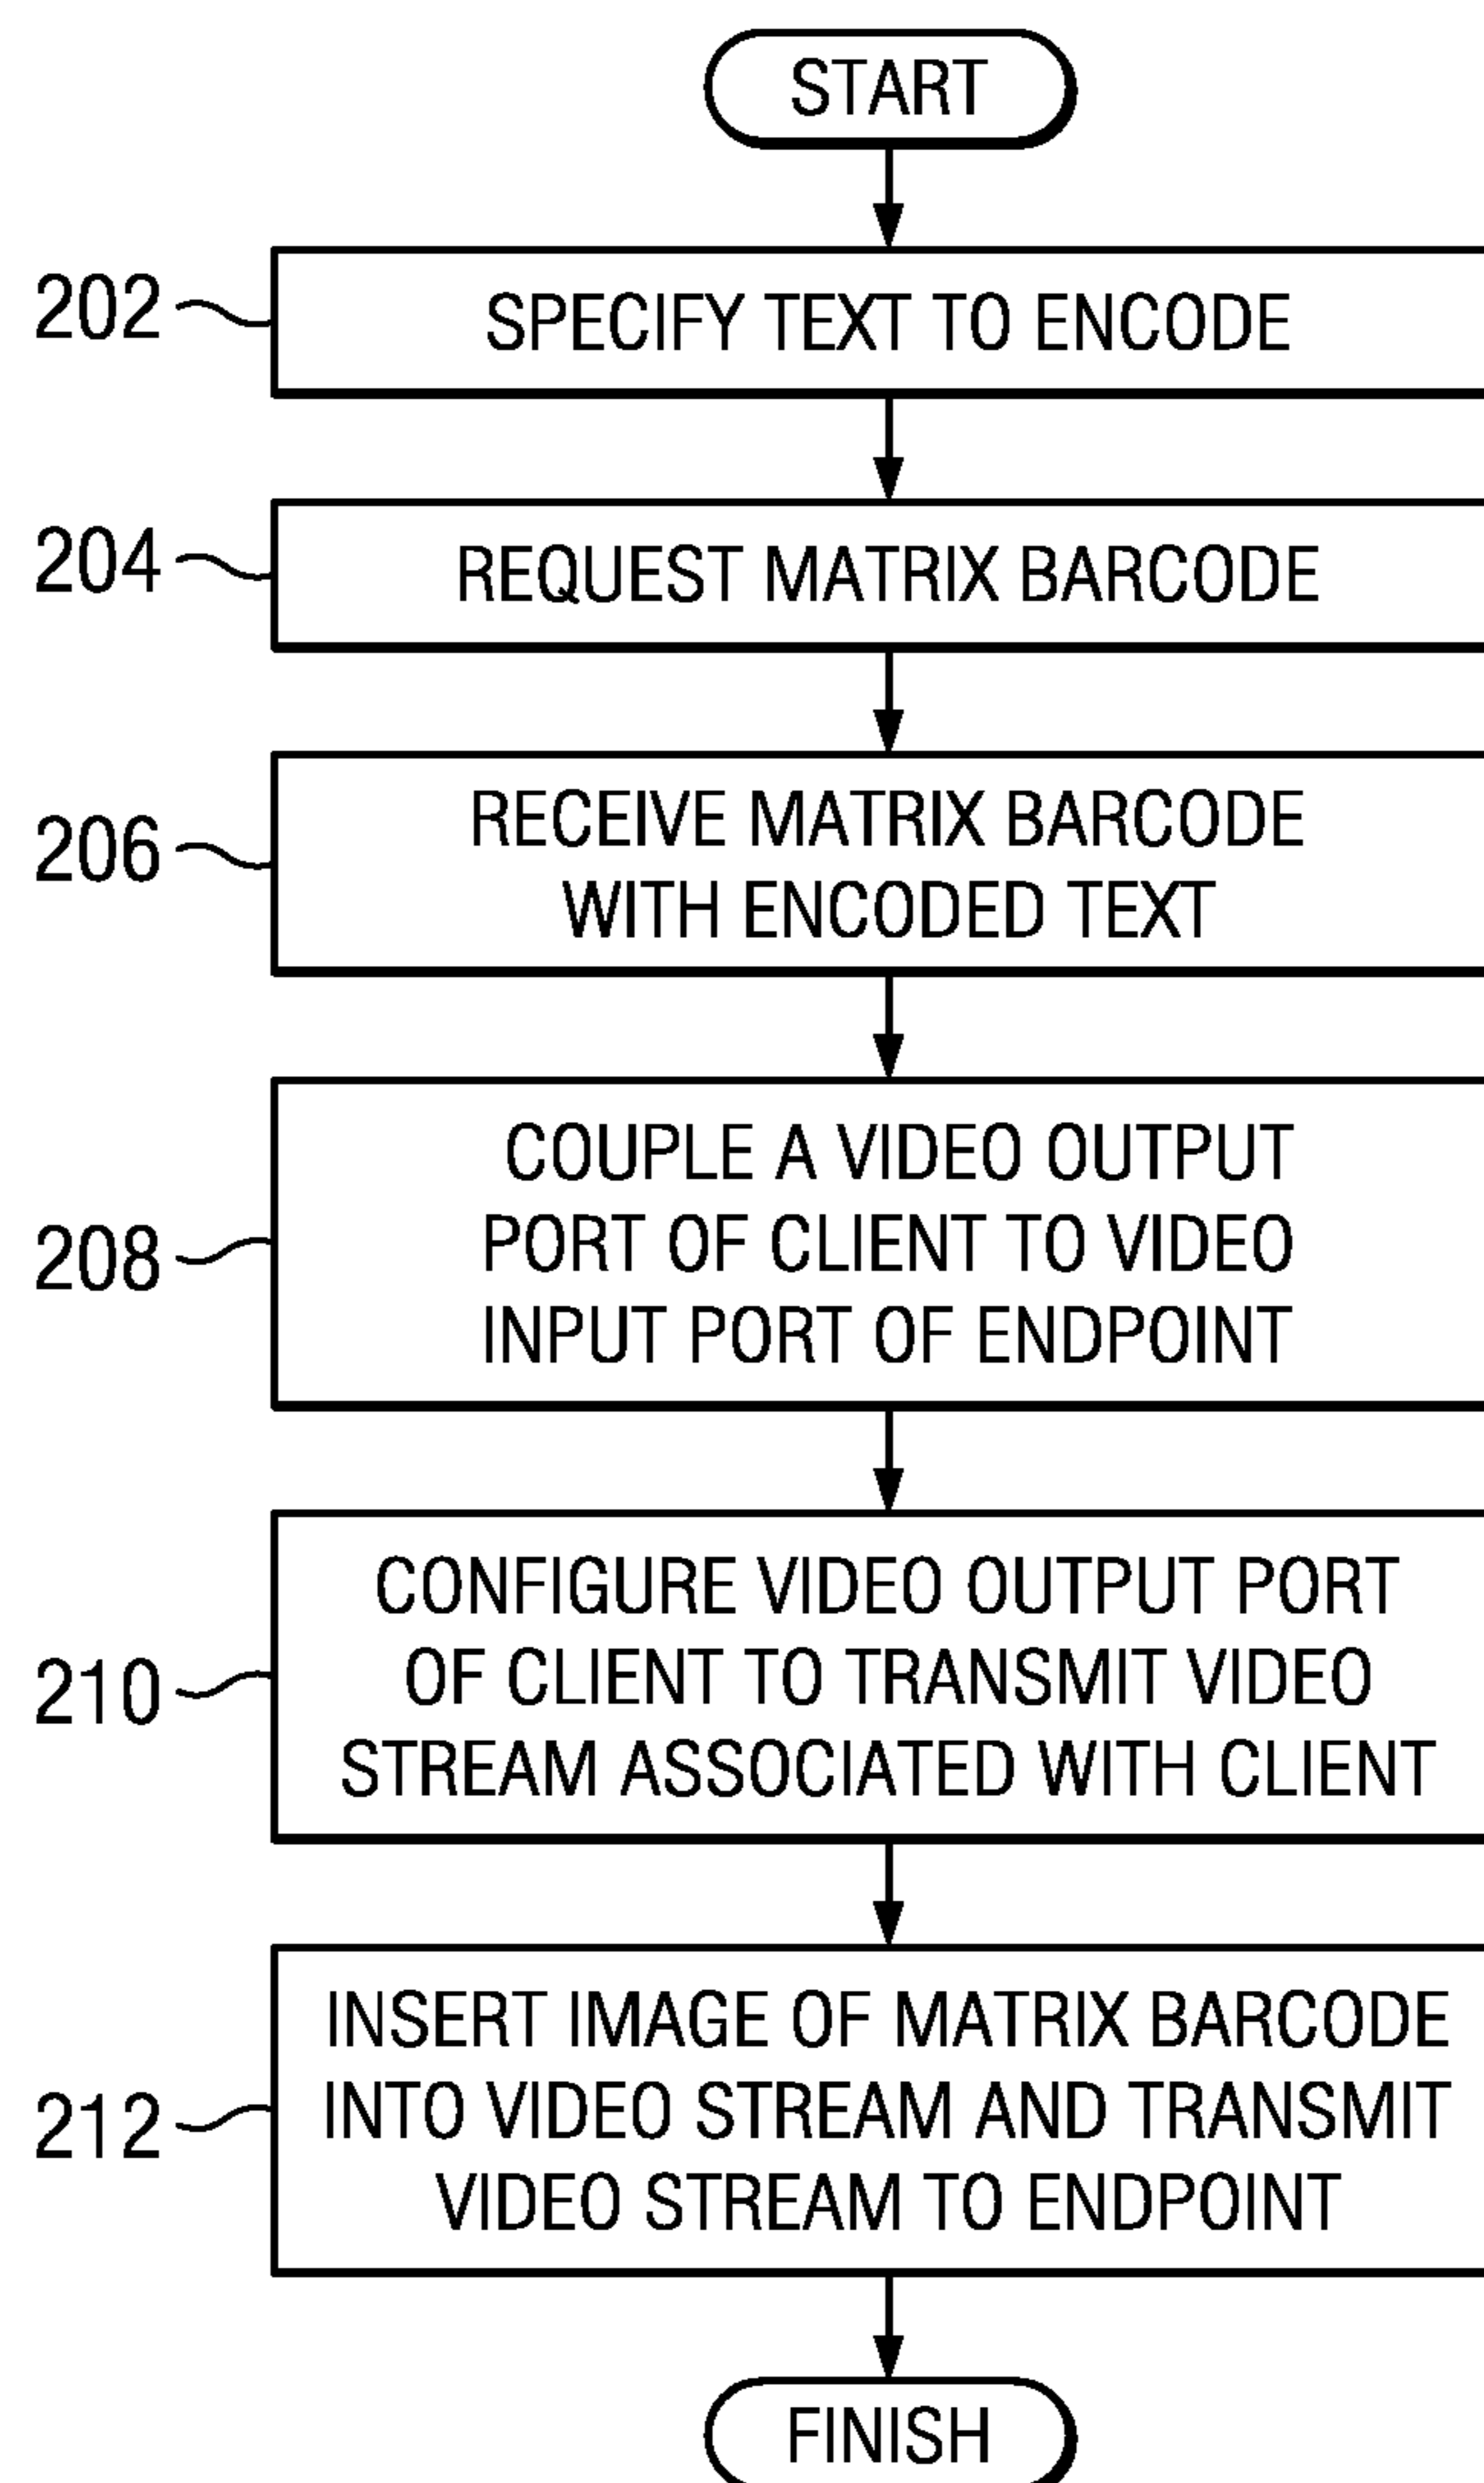 START
202
SPECIFY TEXT TO ENCODE
204
REQUEST MATRIX BARCODE
206
RECEIVE MATRIX BARCODE
WITH ENCODED TEXT
208
COUPLE A VIDEO OUTPUT
PORT OF CLIENT TO VIDEO
INPUT PORT OF ENDPOINT
210
CONFIGURE VIDEO OUTPUT PORT
OF CLIENT TO TRANSMIT VIDEO
STREAM ASSOCIATED WITH CLIENT
212
INSERT IMAGE OF MATRIX BARCODE
INTO VIDEO STREAM AND TRANSMIT
VIDEO STREAM TO ENDPOINT
FINISH